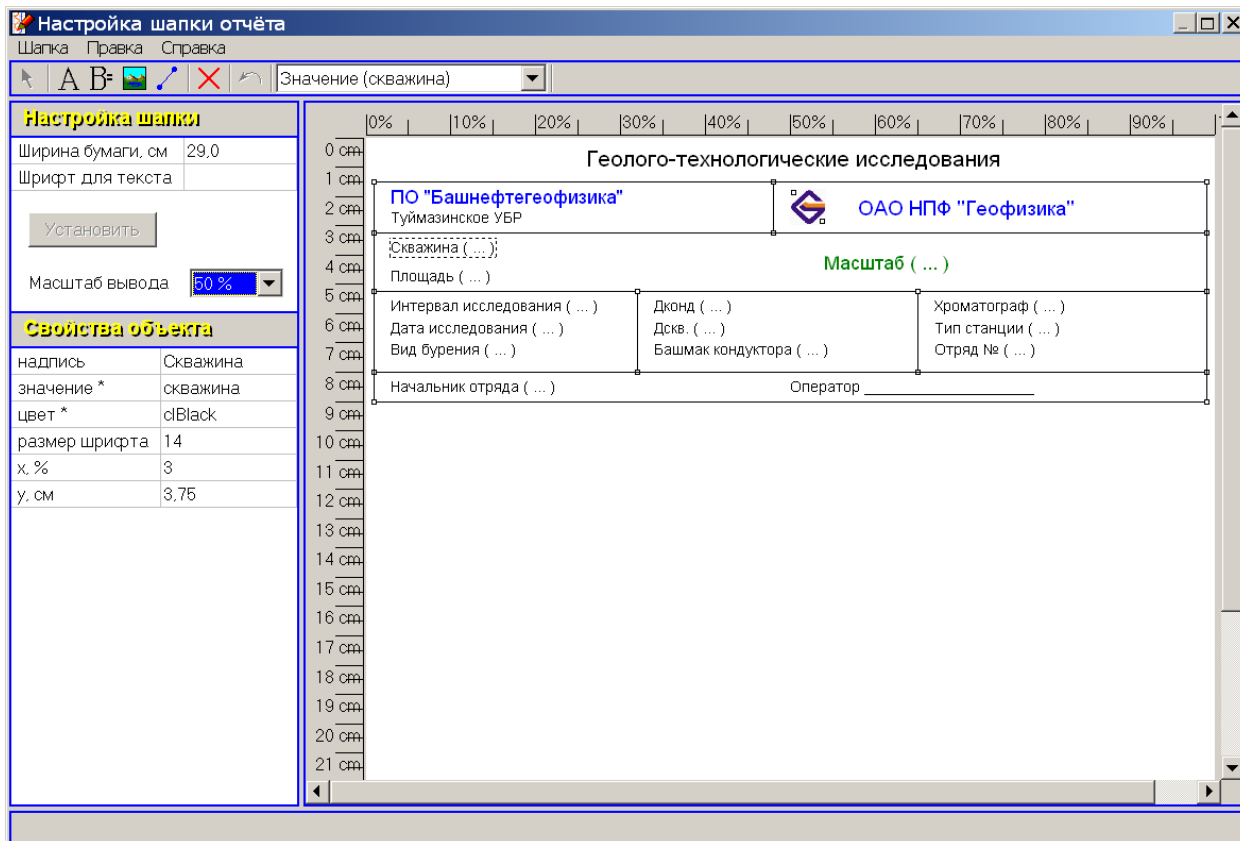 Настройка шапки отчёта
Шапка Правка Справка
A B= Значение (скважина)
Настройка шапки
Ширина бумаги, см 29,0
Шрифт для текста
Установить
Масштаб вывода 50 %
Свойства объекта
надпись Скважина
значение * скважина
цвет * clBlack
размер шрифта 14
x, % 3
y, см 3,75
0% 10% 20% 30% 40% 50% 60% 70% 80% 90%
0 cm
1 cm
2 cm
3 cm
4 cm
5 cm
6 cm
7 cm
8 cm
9 cm
10 cm
11 cm
12 cm
13 cm
14 cm
15 cm
16 cm
17 cm
18 cm
19 cm
20 cm
21 cm
Геолого-технологические исследования
ПО "Башнефтегеофизика"
Туймазинское УБР
ОАО НПФ "Геофизика"
Скважина ( ... )
Площадь ( ... )
Масштаб ( ... )
Интервал исследования ( ... )
Дата исследования ( ... )
Вид бурения ( ... )
Дконд ( ... )
Дскв. ( ... )
Башмак кондуктора ( ... )
Хроматограф ( ... )
Тип станции ( ... )
Отряд № ( ... )
Начальник отряда ( ... )
Оператор ____________________